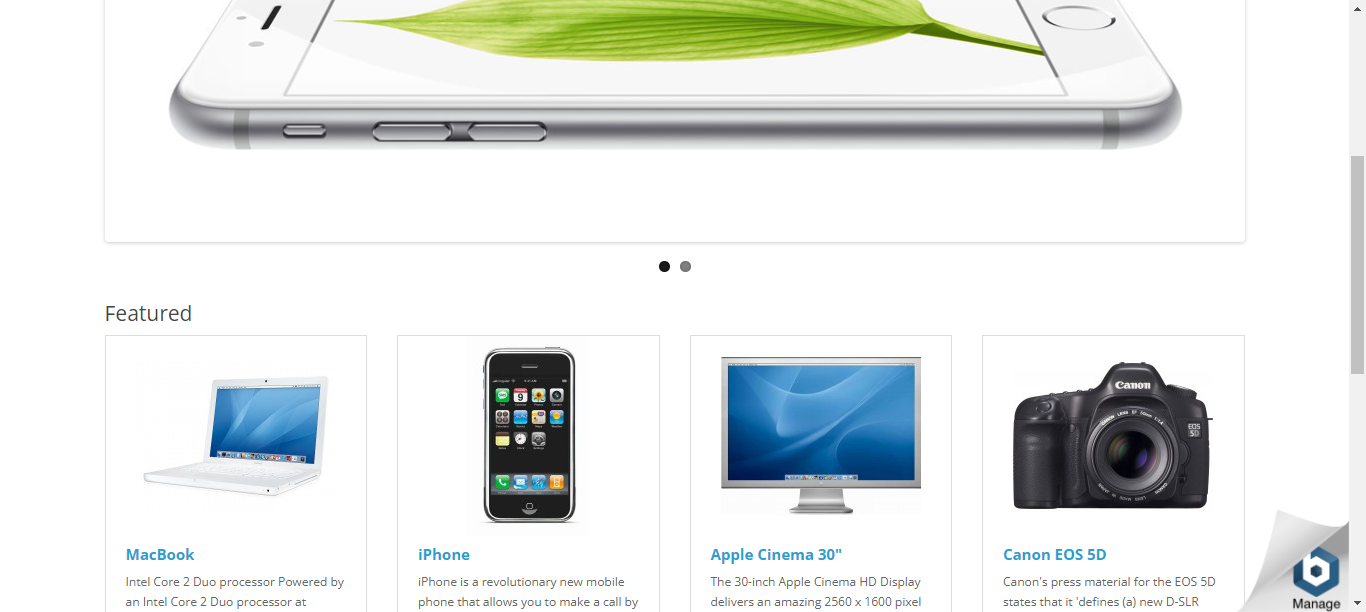 Featured
Canon
EOS
5D
MacBook
iPhone
Apple Cinema 30"
Canon EOS 5D
Intel Core 2 Duo processor Powered by
an Intel Core 2 Duo processor at
iPhone is a revolutionary new mobile
phone that allows you to make a call by
The 30-inch Apple Cinema HD Display
delivers an amazing 2560 x 1600 pixel
Canon's press material for the EOS 5D
states that it 'defines (a) new D-SLR
Manage